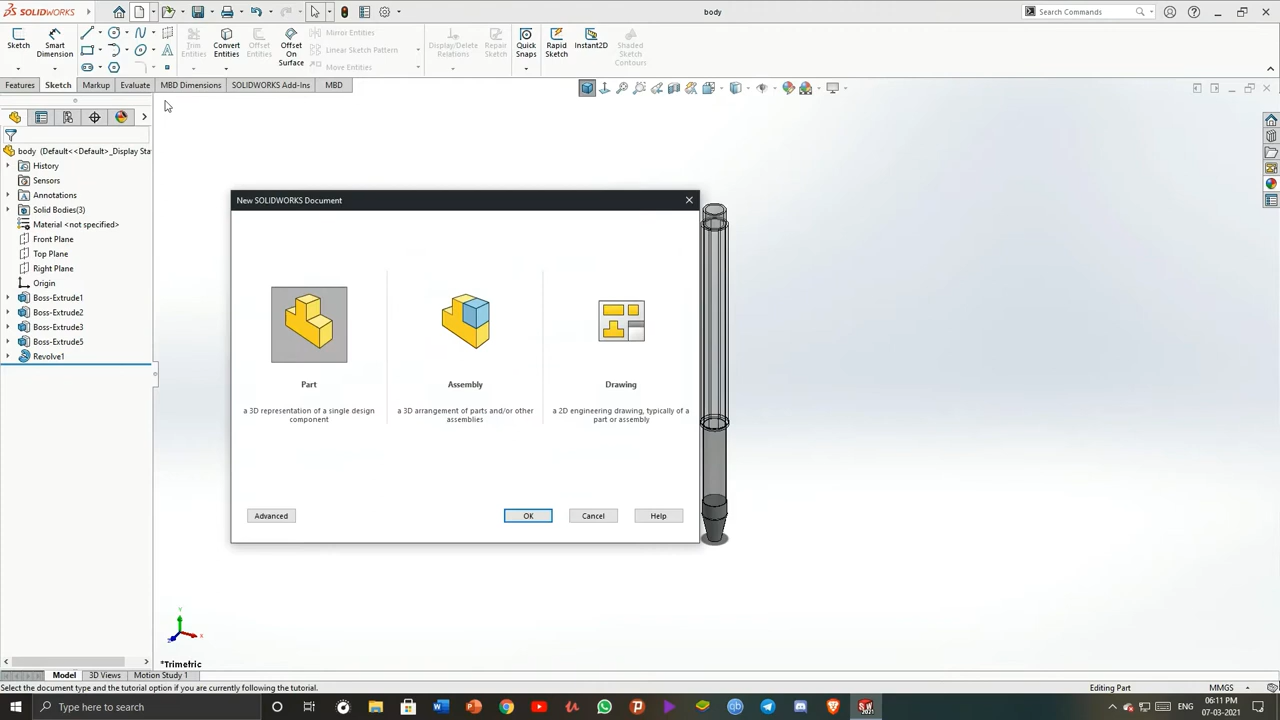 SOLIDWORKS
body
Search Commands
Sketch
Smart
Dimension
Trim
Entities
Convert
Entities
Offset
Entities
Offset
On
Surface
Mirror Entities
Linear Sketch Pattern
Move Entities
Display/Delete
Relations
Repair
Sketch
Quick
Snaps
Rapid
Sketch
Instant2D
Shaded
Sketch
Contours
Features
Sketch
Markup
Evaluate
MBD Dimensions
SOLIDWORKS Add-Ins
MBD
body (Default<<Default>_Display Sta
History
Sensors
Annotations
Solid Bodies(3)
Material <not specified>
Front Plane
Top Plane
Right Plane
Origin
Boss-Extrude1
Boss-Extrude2
Boss-Extrude3
Boss-Extrude5
Revolve1
New SOLIDWORKS Document
Part
a 3D representation of a single design
component
Assembly
a 3D arrangement of parts and/or other
assemblies
Drawing
a 2D engineering drawing, typically of a
part or assembly
Advanced
OK
Cancel
Help
Y
X
Z
*Trimetric
Model
3D Views
Motion Study 1
Select the document type and the tutorial option if you are currently following the tutorial.
Editing Part
MMGS
Type here to search
ENG
06:11 PM
07-03-2021